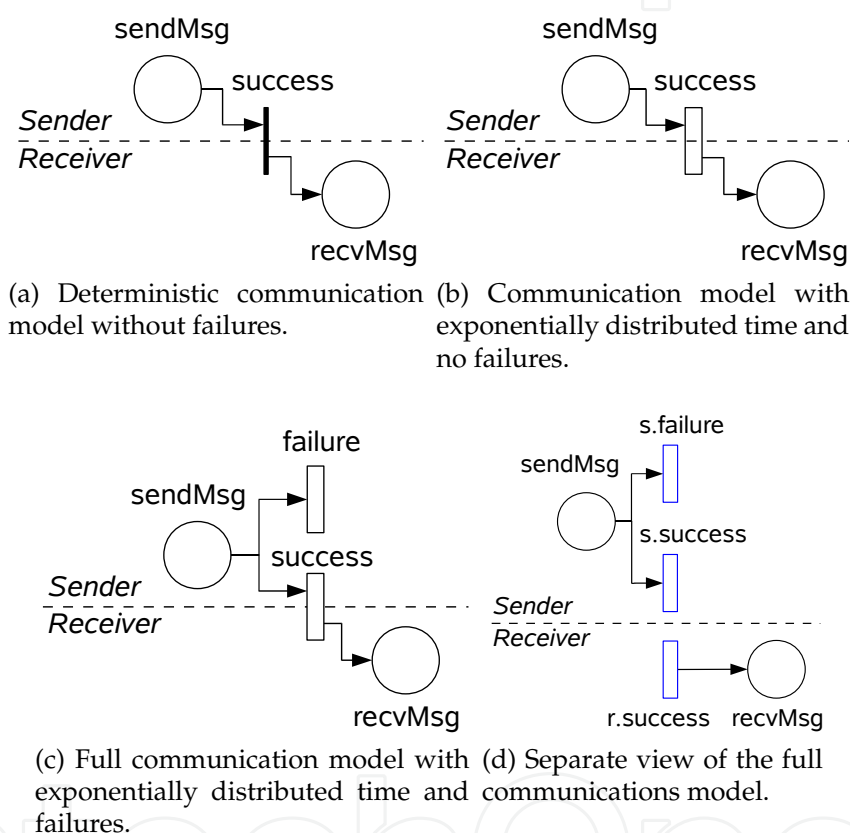 sendMsg
success
Sender
Receiver
recvMsg
(a) Deterministic communication
model without failures.
sendMsg
success
Sender
Receiver
recvMsg
(b) Communication model with
exponentially distributed time and
no failures.
failure
sendMsg
success
Sender
Receiver
recvMsg
(c) Full communication model with
exponentially distributed time and
failures.
s.failure
sendMsg
s.success
Sender
Receiver
r.success recvMsg
(d) Separate view of the full
communications model.